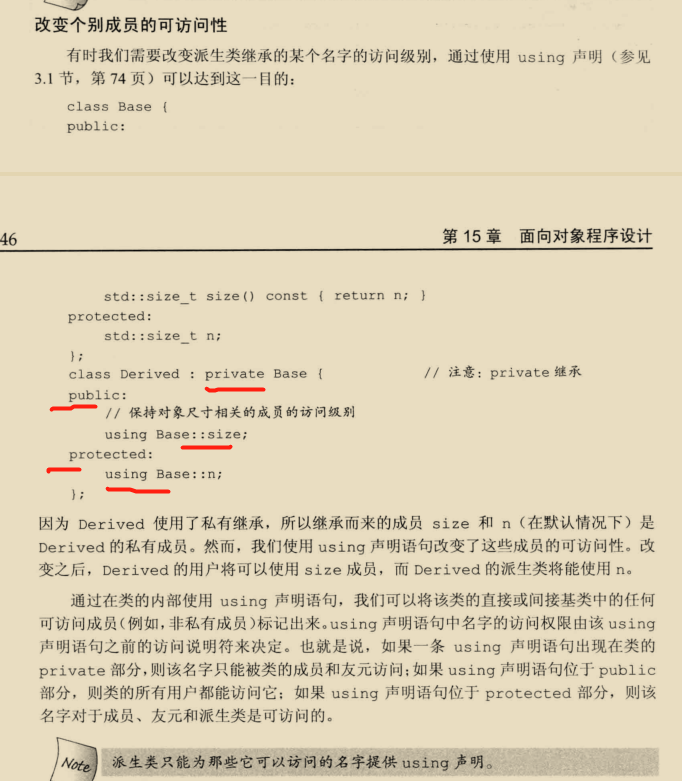 改变个别成员的可访问性
有时我们需要改变派生类继承的某个名字的访问级别，通过使用 using 声明（参见
3.1 节，第 74 页）可以达到这一目的：
class Base {
public:
46
第 15 章 面向对象程序设计
std::size_t size() const { return n; }
protected:
std::size_t n;
};
class Derived : private Base { // 注意：private 继承
public:
// 保持对象尺寸相关的成员的访问级别
using Base::size;
protected:
using Base::n;
};
因为 Derived 使用了私有继承，所以继承而来的成员 size 和 n（在默认情况下）是
Derived 的私有成员。然而，我们使用 using 声明语句改变了这些成员的可访问性。改
变之后，Derived 的用户将可以使用 size 成员，而 Derived 的派生类将能使用 n。
通过在类的内部使用 using 声明语句，我们可以将该类的直接或间接基类中的任何
可访问成员（例如，非私有成员）标记出来。using 声明语句中名字的访问权限由该 using
声明语句之前的访问说明符来决定。也就是说，如果一条 using 声明语句出现在类的
private 部分，则该名字只能被类的成员和友元访问；如果 using 声明语句位于 public
部分，则类的所有用户都能访问它；如果 using 声明语句位于 protected 部分，则该
名字对于成员、友元和派生类是可访问的。
Note 派生类只能为那些它可以访问的名字提供 using 声明。